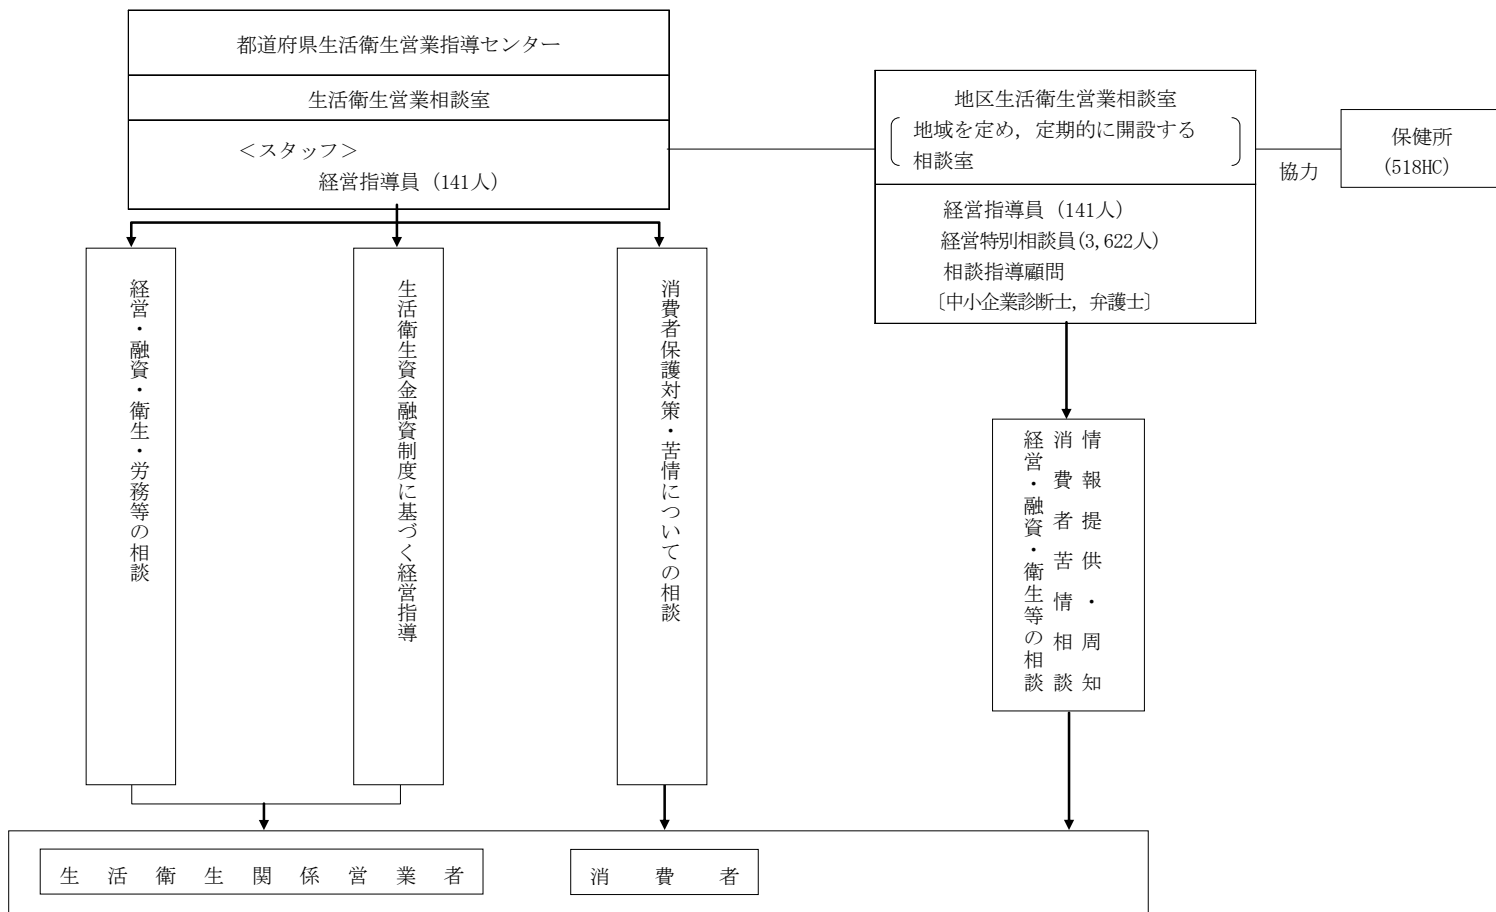 都道府県生活衛生営業指導センター
生活衛生営業相談室
＜スタッフ＞
経営指導員（141人）
地区生活衛生営業相談室
地域を定め，定期的に開設する
相談室
経営指導員（141人）
経営特別相談員(3,622人)
相談指導顧問
〔中小企業診断士，弁護士〕
協力
保健所
(518HC)
経営・融資・衛生・労務等の相談
生活衛生資金融資制度に基づく経営指導
消費者保護対策・苦情についての相談
情報提供・周知
消費者苦情相談
経営・融資・衛生等の相談
生活衛生関係営業者
消費者